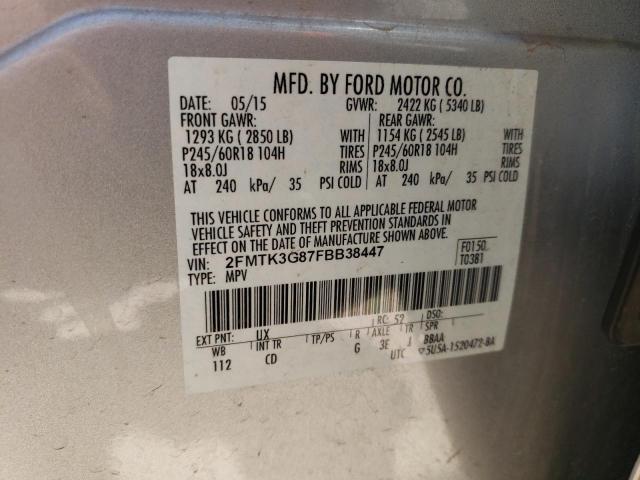 MFD. BY FORD MOTOR CO.
DATE: 05/15 GVWR: 2422 KG ( 5340 LB)
FRONT GAWR: REAR GAWR:
1293 KG ( 2850 LB) WITH 1154 KG ( 2545 LB) WITH
P245/60R18 104H TIRES P245/60R18 104H TIRES
18x8.0J RIMS 18x8.0J RIMS
AT 240 kPa/ 35 PSI COLD AT 240 kPa/ 35 PSI COLD
THIS VEHICLE CONFORMS TO ALL APPLICABLE FEDERAL MOTOR
VEHICLE SAFETY AND THEFT PREVENTION STANDARDS IN
EFFECT ON THE DATE OF MANUFACTURE SHOWN ABOVE.
VIN: 2FMTK3G87FBB38447 F0150
TYPE: MPV T0381
EXT PNT: UX RC: 52 DSO:
WB INT TR TP/PS R AXLE TR SPR
112 CD G 3E J BBAA
UTC 5U5A-1520472-BA